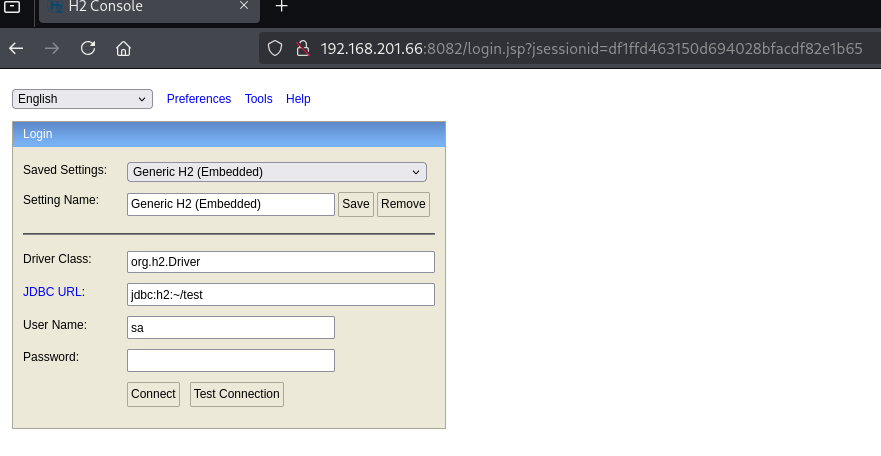 H2 Console
192.168.201.66:8082/login.jsp?jsessionid=df1ffd463150d694028bfacdf82e1b65
English Preferences Tools Help
Login
Saved Settings: Generic H2 (Embedded)
Setting Name: Generic H2 (Embedded) Save Remove
Driver Class: org.h2.Driver
JDBC URL: jdbc:h2:~/test
User Name: sa
Password:
Connect Test Connection